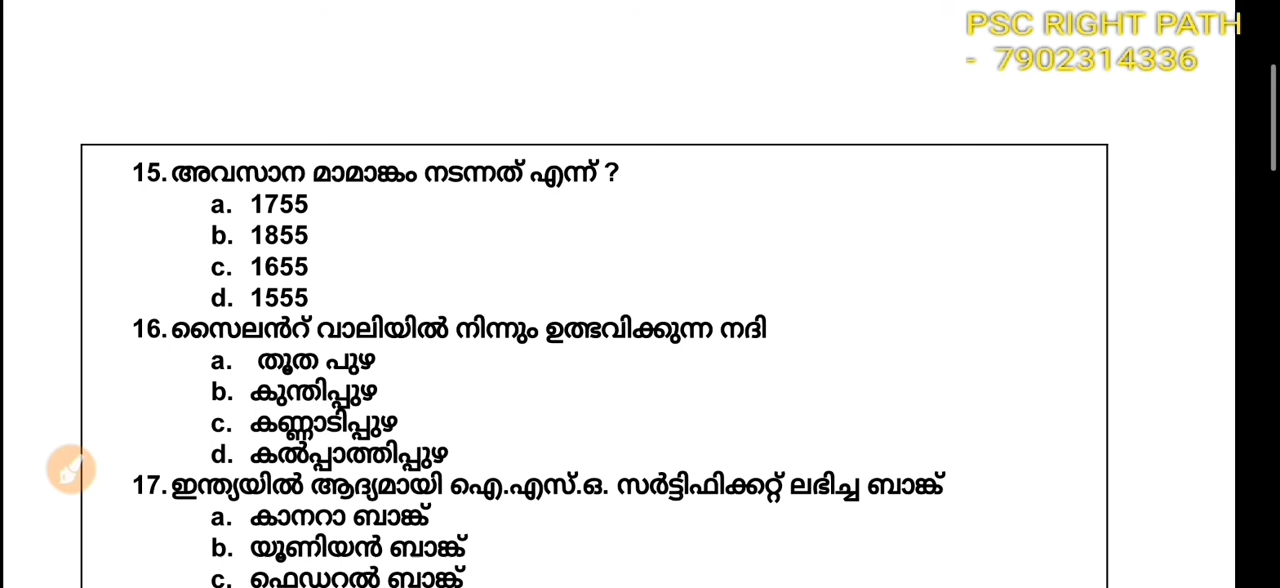 PSC RIGHT PATH
- 7902314336
15. അവസാന മാമാങ്കം നടന്നത് എന്ന് ?
a. 1755
b. 1855
c. 1655
d. 1555
16. സൈലൻറ് വാലിയിൽ നിന്നും ഉത്ഭവിക്കുന്ന നദി
a. തൂത പുഴ
b. കുന്തിപ്പുഴ
c. കണ്ണാടിപ്പുഴ
d. കൽപ്പാത്തിപ്പുഴ
17. ഇന്ത്യയിൽ ആദ്യമായി ഐ.എസ്.ഒ. സർട്ടിഫിക്കറ്റ് ലഭിച്ച ബാങ്ക്
a. കാനറാ ബാങ്ക്
b. യൂണിയൻ ബാങ്ക്
c. ഫെഡറൽ ബാങ്ക്